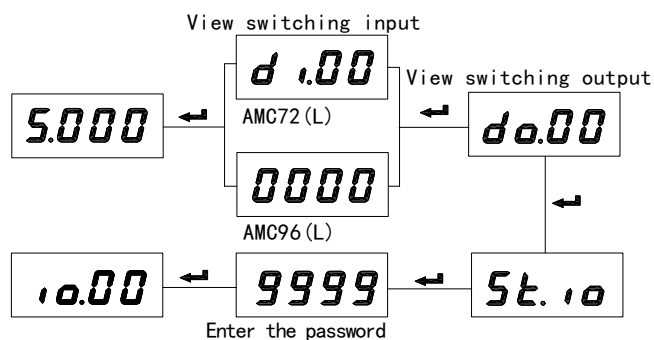 View switching input
di.00
View switching output
5.000
AMC72(L)
do.00
0000
AMC96(L)
io.00
9999
St.io
Enter the password